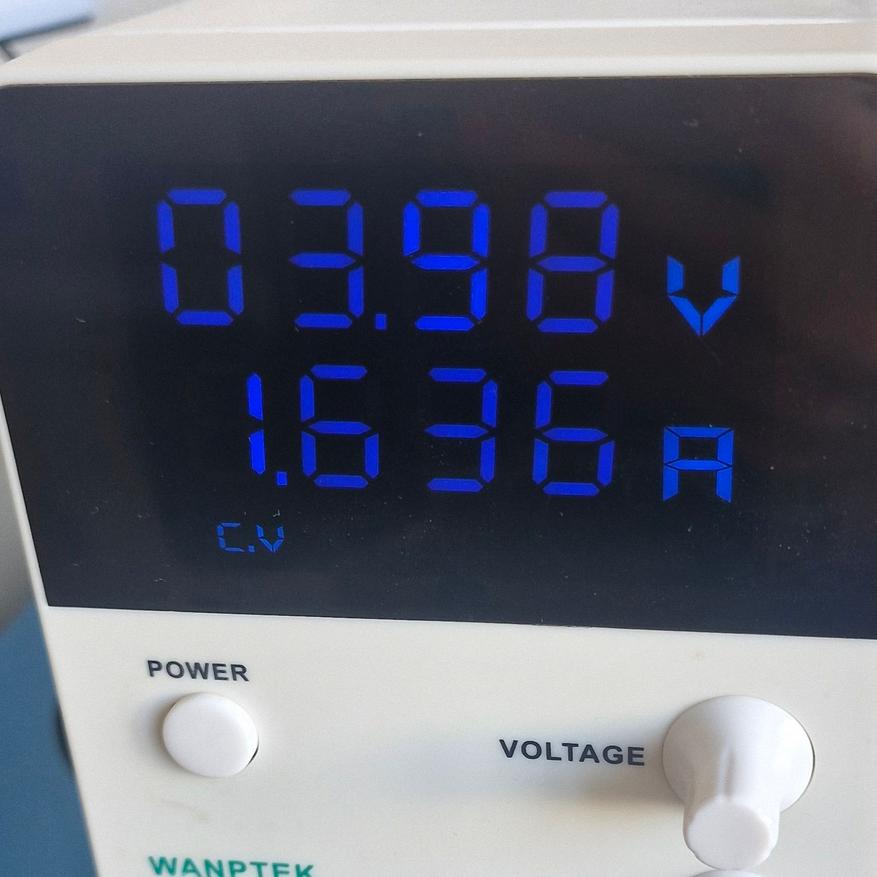 03.98 V
1.636 A
C.V
POWER
VOLTAGE
WANPTEK